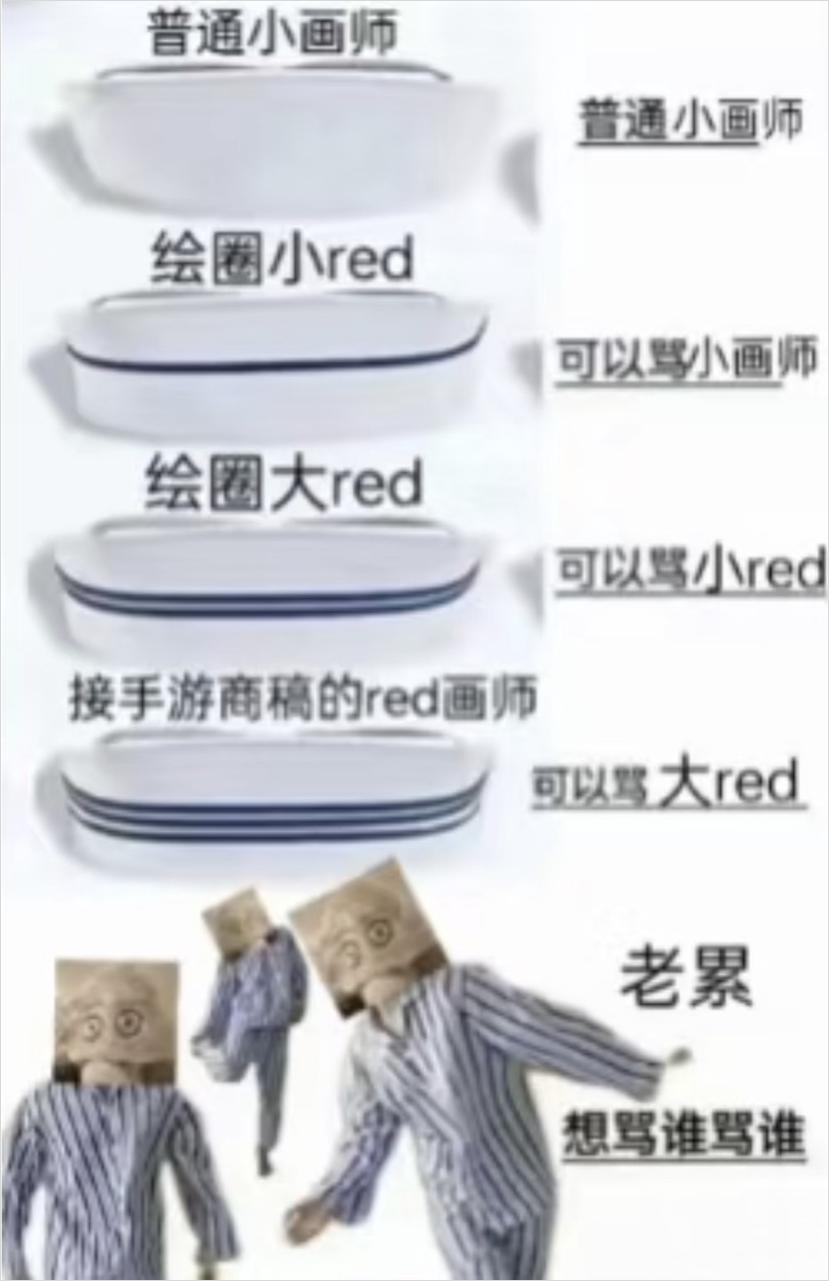 普通小画师
普通小画师
绘圈小red
可以骂小画师
绘圈大red
可以骂小red
接手游商稿的red画师
可以骂大red
老累
想骂谁骂谁